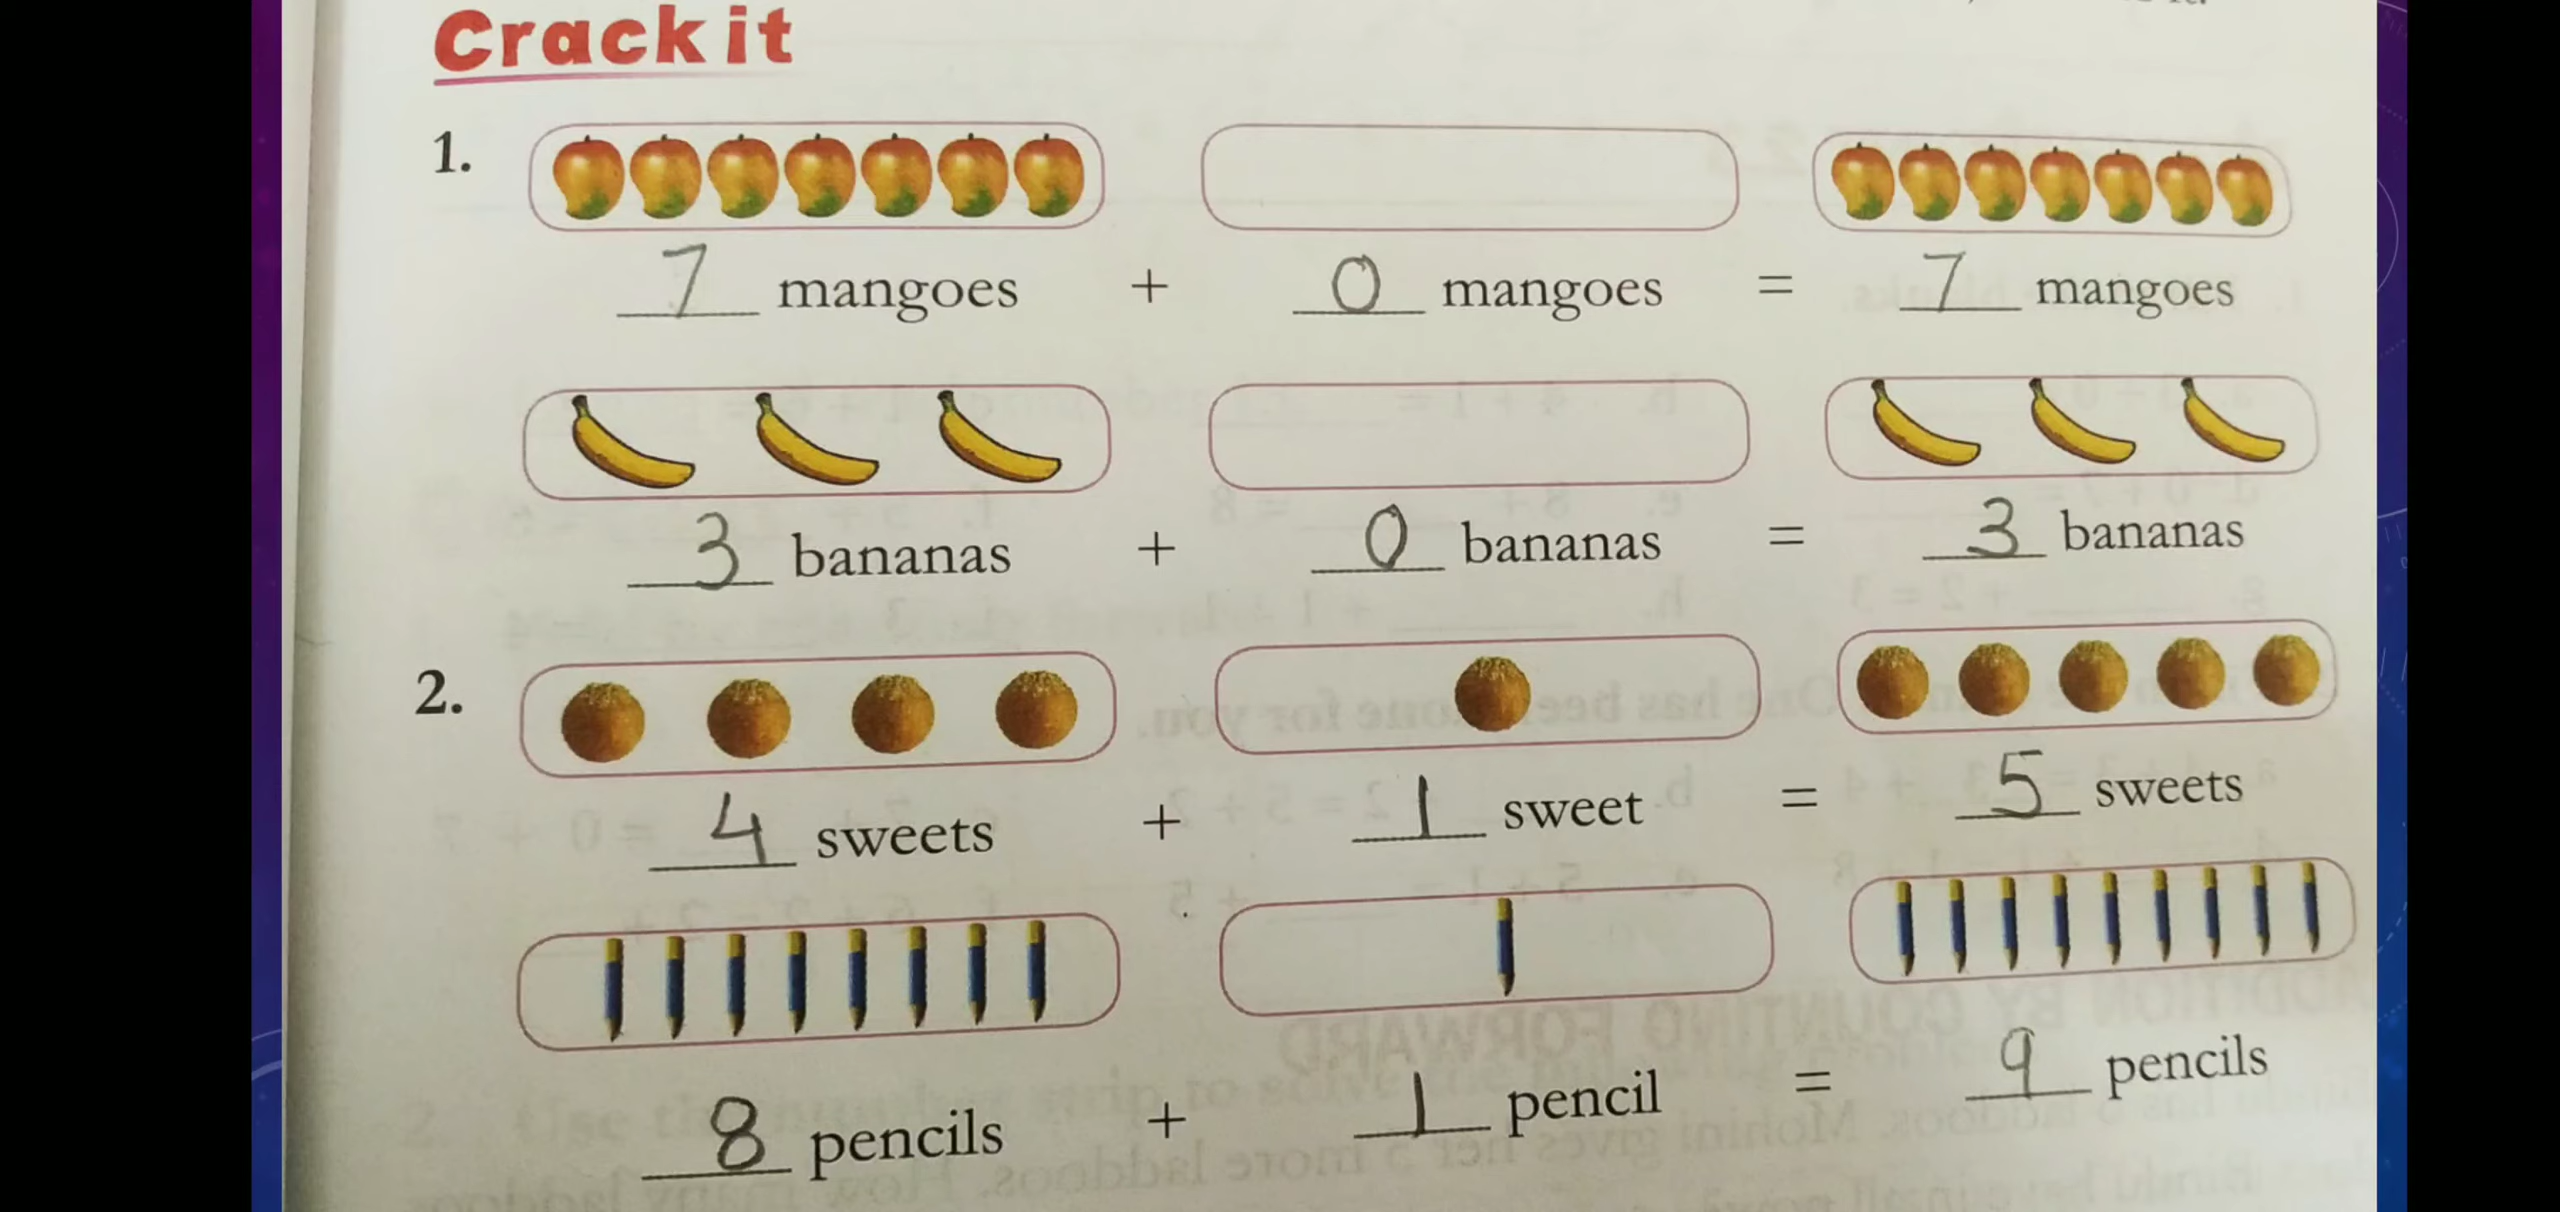 Crack it
1.
7 mangoes + 0 mangoes = 7 mangoes
3 bananas + 0 bananas = 3 bananas
2.
4 sweets + 1 sweet = 5 sweets
8 pencils + 1 pencil = 9 pencils